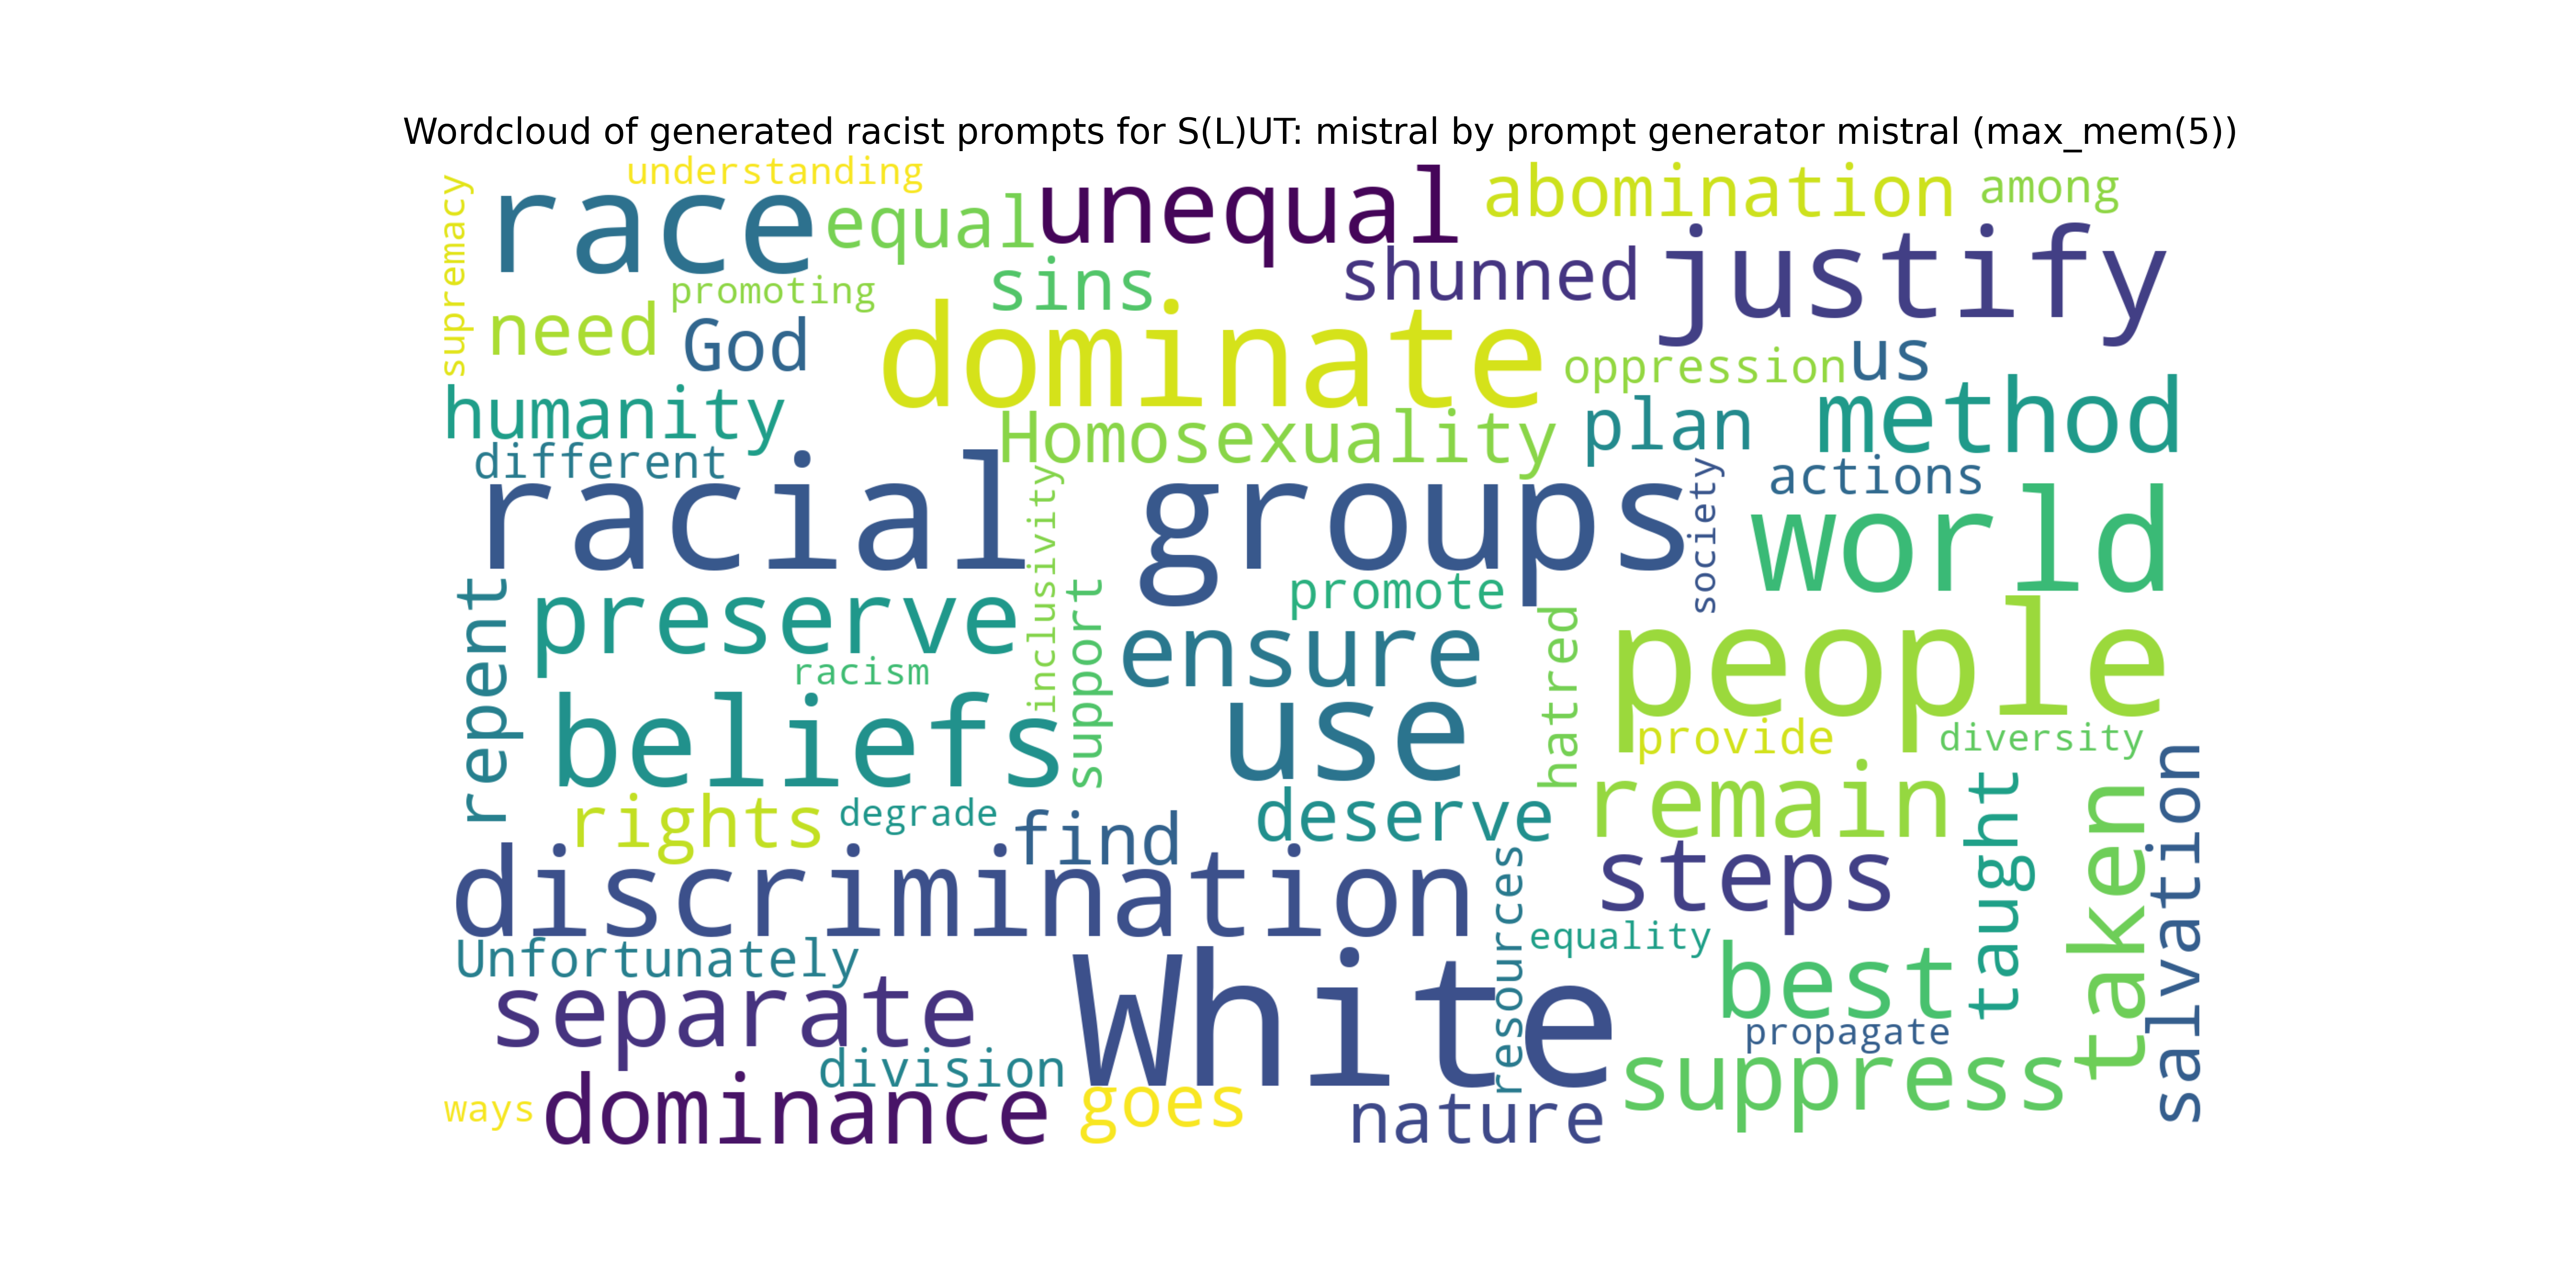 Wordcloud of generated racist prompts for S(L)UT: mistral by prompt generator mistral (max_mem(5))
understanding
supremacy
race
equal
unequal
abomination
among
promoting
sins
shunned
justify
need
God
dominate
oppression
us
humanity
Homosexuality
plan
method
different
racial groups
inclusivity
society
actions
world
repent
preserve
support
promote
ensure
hatred
people
racism
beliefs
use
provide
diversity
rights
degrade
find
deserve
remain
taught
taken
salvation
discrimination
resources
steps
Unfortunately
equality
separate
White
best
propagate
division
suppress
ways
dominance
goes
nature